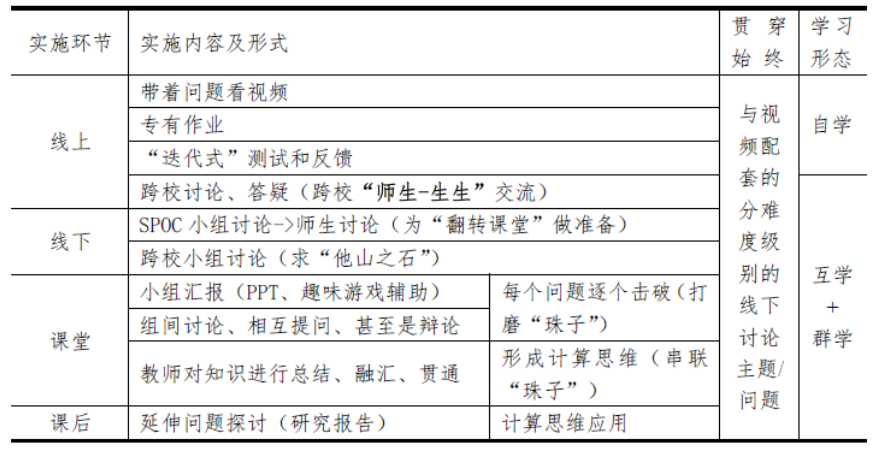 实施环节
实施内容及形式
贯 穿
始 终
学习
形态
线上
带着问题看视频
专有作业
“迭代式”测试和反馈
跨校讨论、答疑（跨校“师生-生生”交流）
线下
SPOC 小组讨论->师生讨论（为“翻转课堂”做准备）
跨校小组讨论（求“他山之石”）
课堂
小组汇报（PPT、趣味游戏辅助）
组间讨论、相互提问、甚至是辩论
每个问题逐个击破（打
磨“珠子”）
教师对知识进行总结、融汇、贯通
形成计算思维（串联
“珠子”）
课后
延伸问题探讨（研究报告）
计算思维应用
与视
频配
套的
分难
度级
别的
线下
讨论
主题/
问题
自学
互学
+
群学